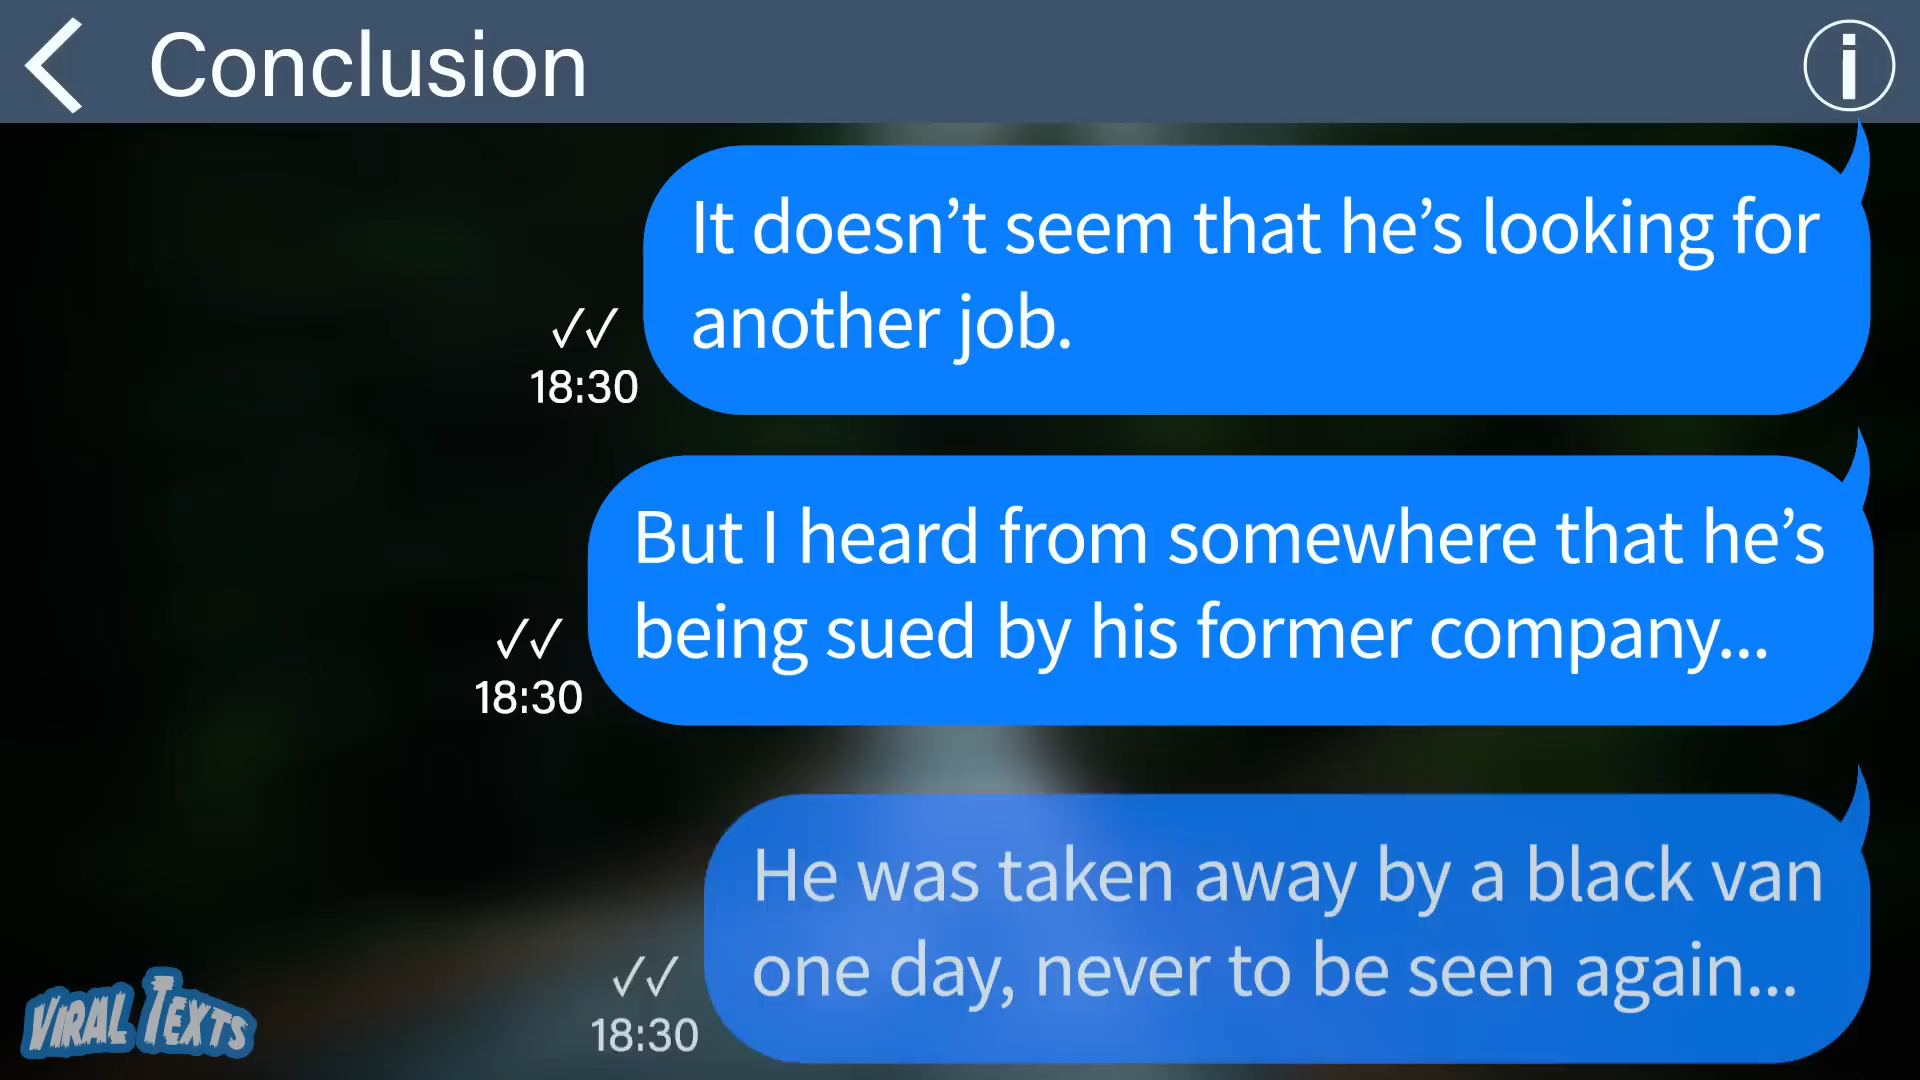 Conclusion
It doesn’t seem that he’s looking for
another job.
18:30
But I heard from somewhere that he’s
being sued by his former company...
18:30
He was taken away by a black van
one day, never to be seen again...
18:30
VIRAL TEXTS